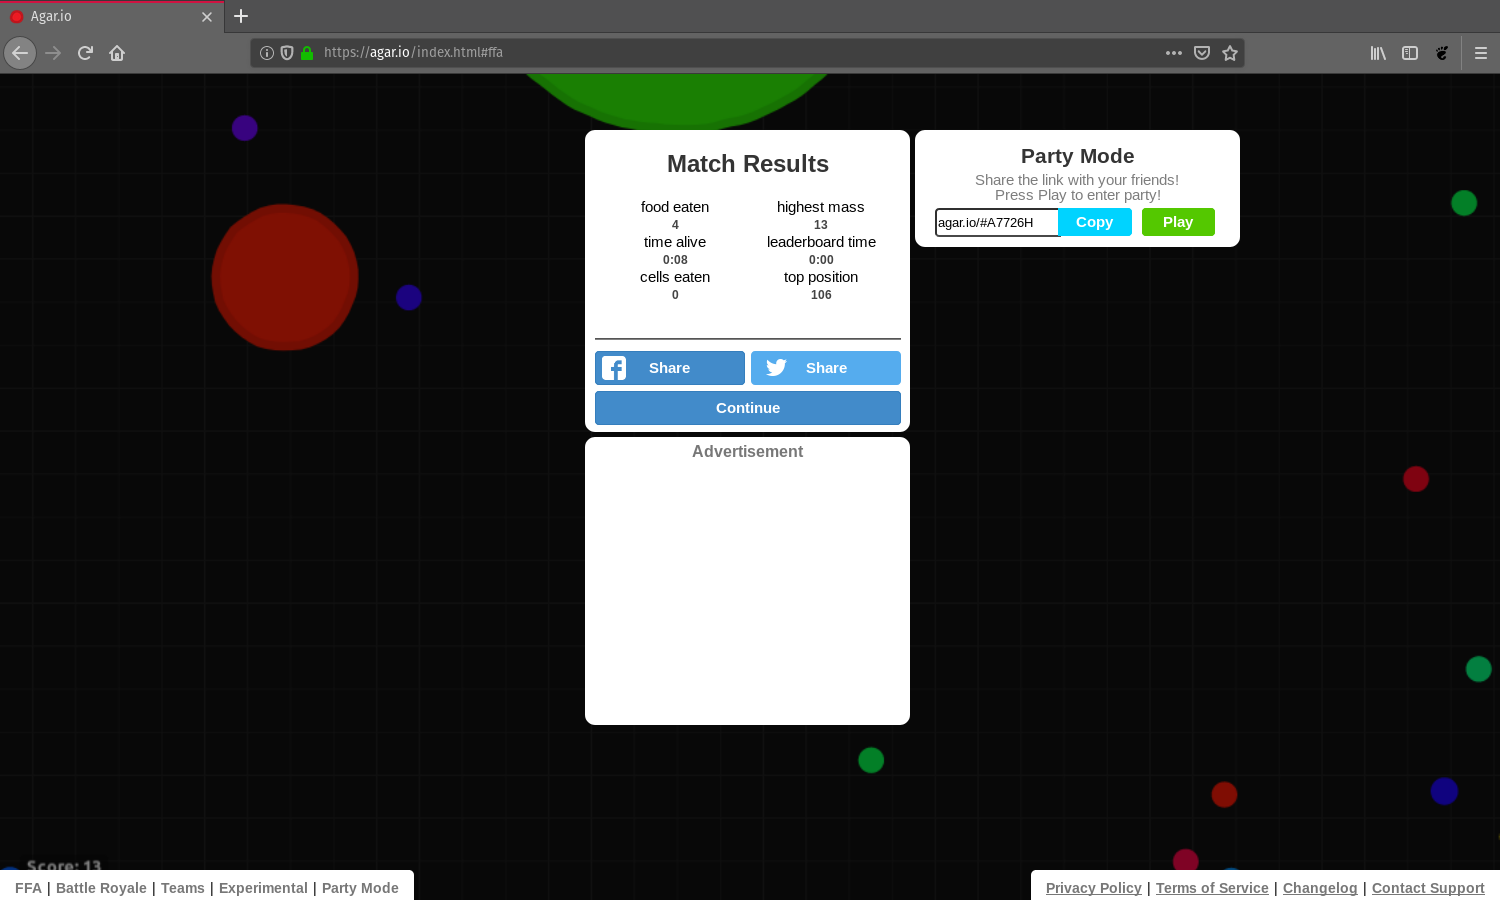 Agar.io
https://agar.io/index.html#ffa
Match Results
food eaten
4
highest mass
13
time alive
0:08
leaderboard time
0:00
cells eaten
0
top position
106
Share
Share
Continue
Advertisement
Party Mode
Share the link with your friends!
Press Play to enter party!
agar.io/#A7726H
Copy
Play
Score: 13
FFA | Battle Royale | Teams | Experimental | Party Mode
Privacy Policy | Terms of Service | Changelog | Contact Support